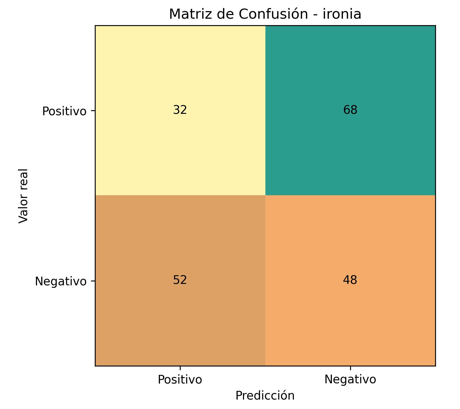 Matriz de Confusión - ironia
Valor real
Positivo
32
68
Negativo
52
48
Positivo
Negativo
Predicción